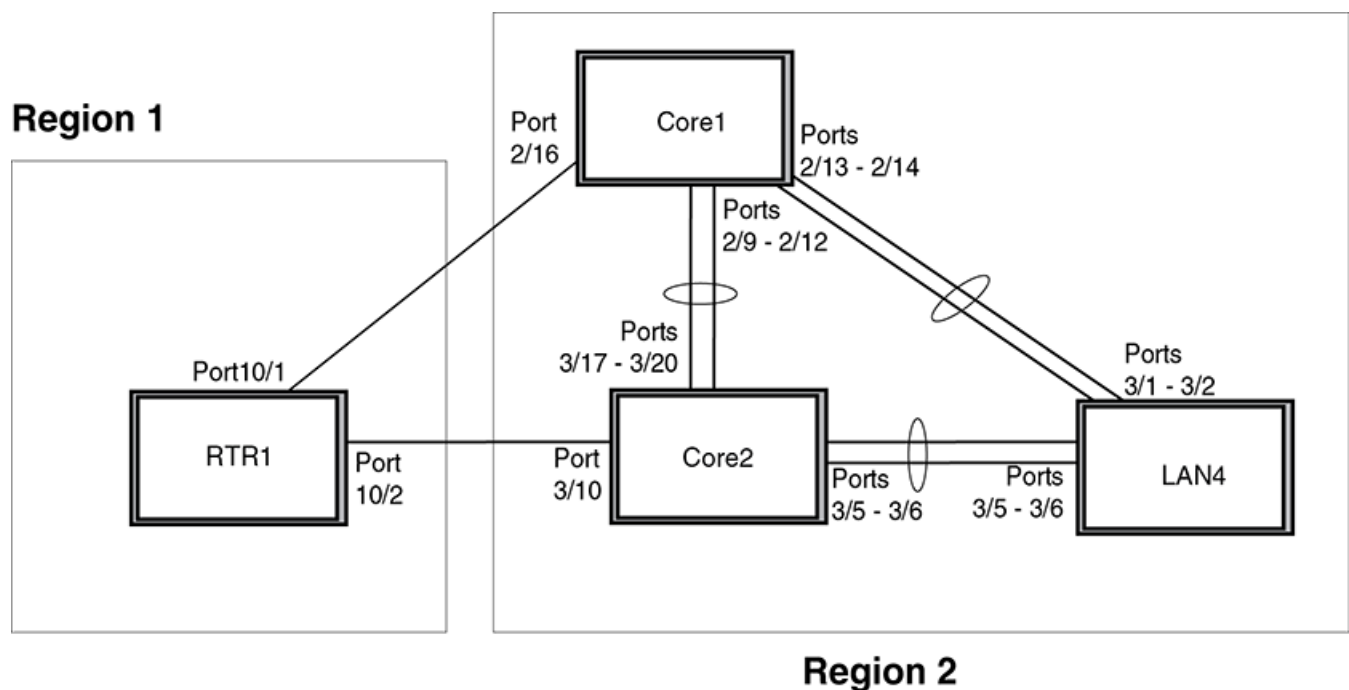 Region 1
Port
2/16
Core1
Ports
2/13 - 2/14
Ports
2/9 - 2/12
Ports
3/17 - 3/20
Port10/1
Ports
3/1 - 3/2
RTR1
Port
10/2
Port
3/10
Core2
Ports
3/5 - 3/6
Ports
3/5 - 3/6
LAN4
Region 2